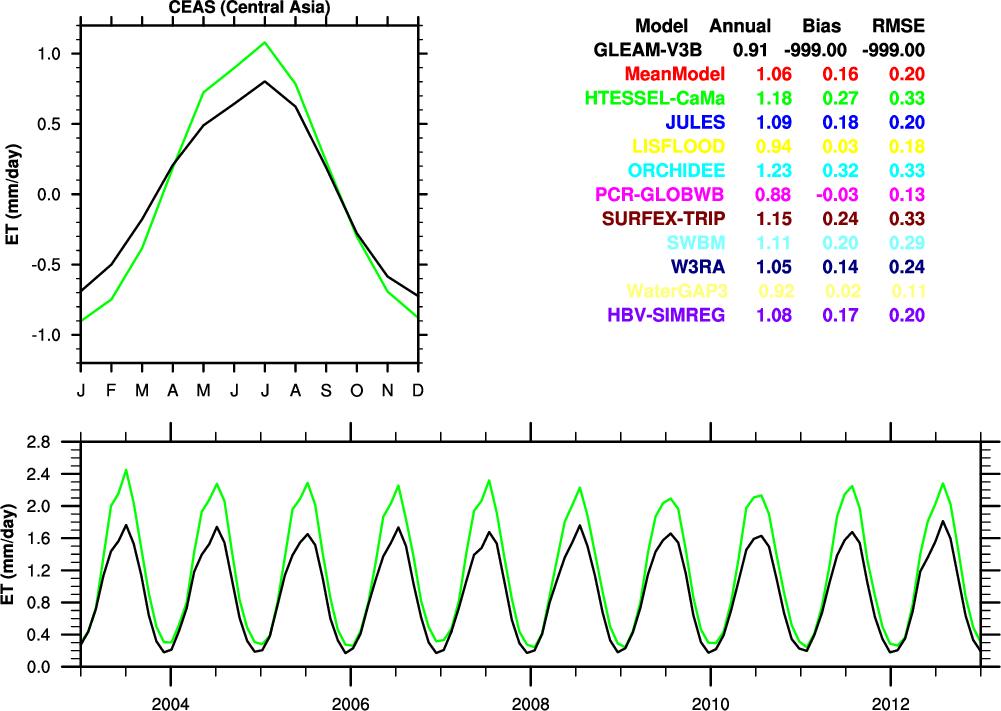 CEAS (Central Asia)
ET (mm/day)
1.0
0.5
0.0
-0.5
-1.0
J F M A M J J A S O N D
Model Annual Bias RMSE
GLEAM-V3B 0.91 -999.00 -999.00
MeanModel 1.06 0.16 0.20
HTESSEL-CaMa 1.18 0.27 0.33
JULES 1.09 0.18 0.20
LISFLOOD 0.94 0.03 0.18
ORCHIDEE 1.23 0.32 0.33
PCR-GLOBWB 0.88 -0.03 0.13
SURFEX-TRIP 1.15 0.24 0.33
SWBM 1.11 0.20 0.29
W3RA 1.05 0.14 0.24
WaterGAP3 0.92 0.02 0.11
HBV-SIMREG 1.08 0.17 0.20
ET (mm/day)
2.8
2.4
2.0
1.6
1.2
0.8
0.4
0.0
2004 2006 2008 2010 2012